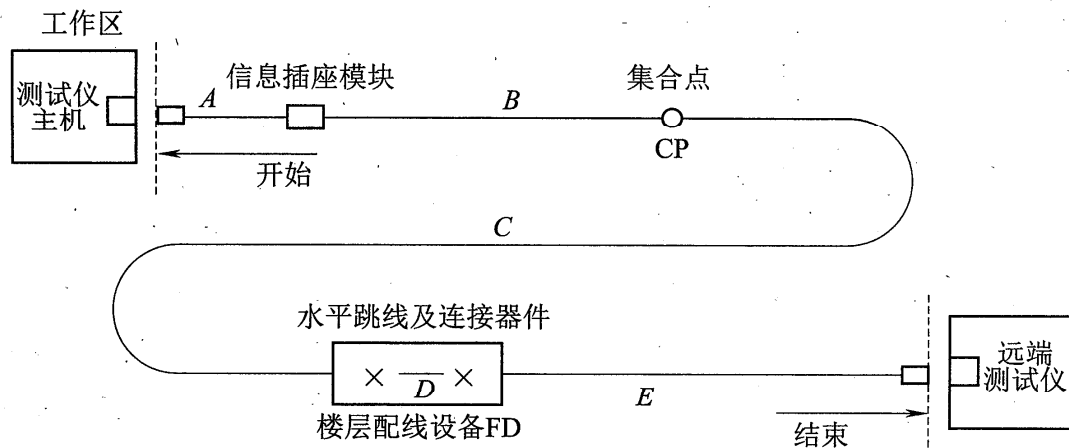 工作区
测试仪
主机
A
信息插座模块
B
集合点
CP
开始
C
水平跳线及连接器件
× D ×
楼层配线设备FD
E
远端
测试仪
结束